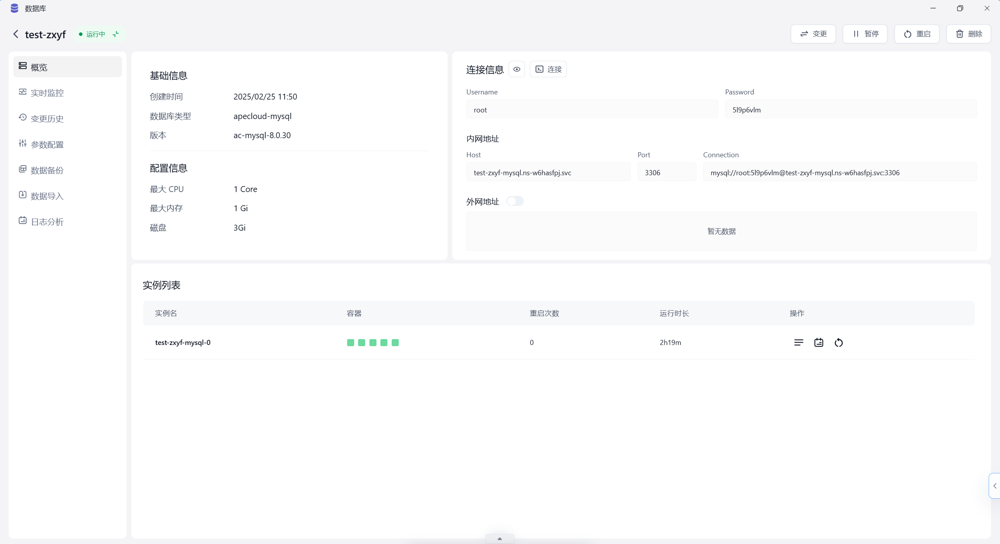 数据库
test-zxyf
运行中
变更
暂停
重启
删除
概览
实时监控
变更历史
参数配置
数据备份
数据导入
日志分析
基础信息
创建时间 2025/02/25 11:50
数据库类型 apecloud-mysql
版本 ac-mysql-8.0.30
配置信息
最大 CPU 1 Core
最大内存 1 Gi
磁盘 3Gi
连接信息 连接
Username Password
root 5l9p6vlm
内网地址
Host Port Connection
test-zxyf-mysql.ns-w6hasfpj.svc 3306 mysql://root:5l9p6vlm@test-zxyf-mysql.ns-w6hasfpj.svc:3306
外网地址
暂无数据
实例列表
实例名 容器 重启次数 运行时长 操作
test-zxyf-mysql-0 0 2h19m